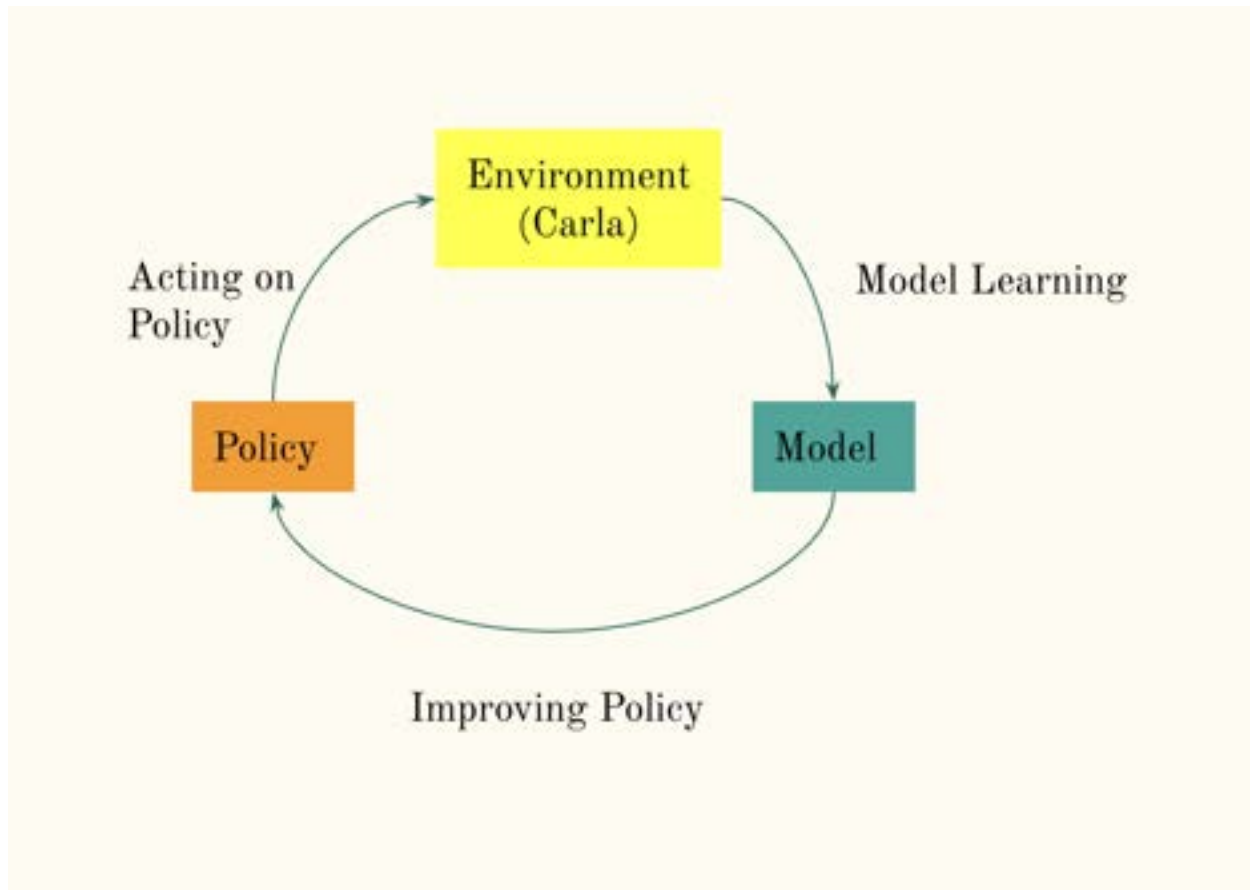 Environment
(Carla)
Acting on
Policy
Model Learning
Policy
Model
Improving Policy